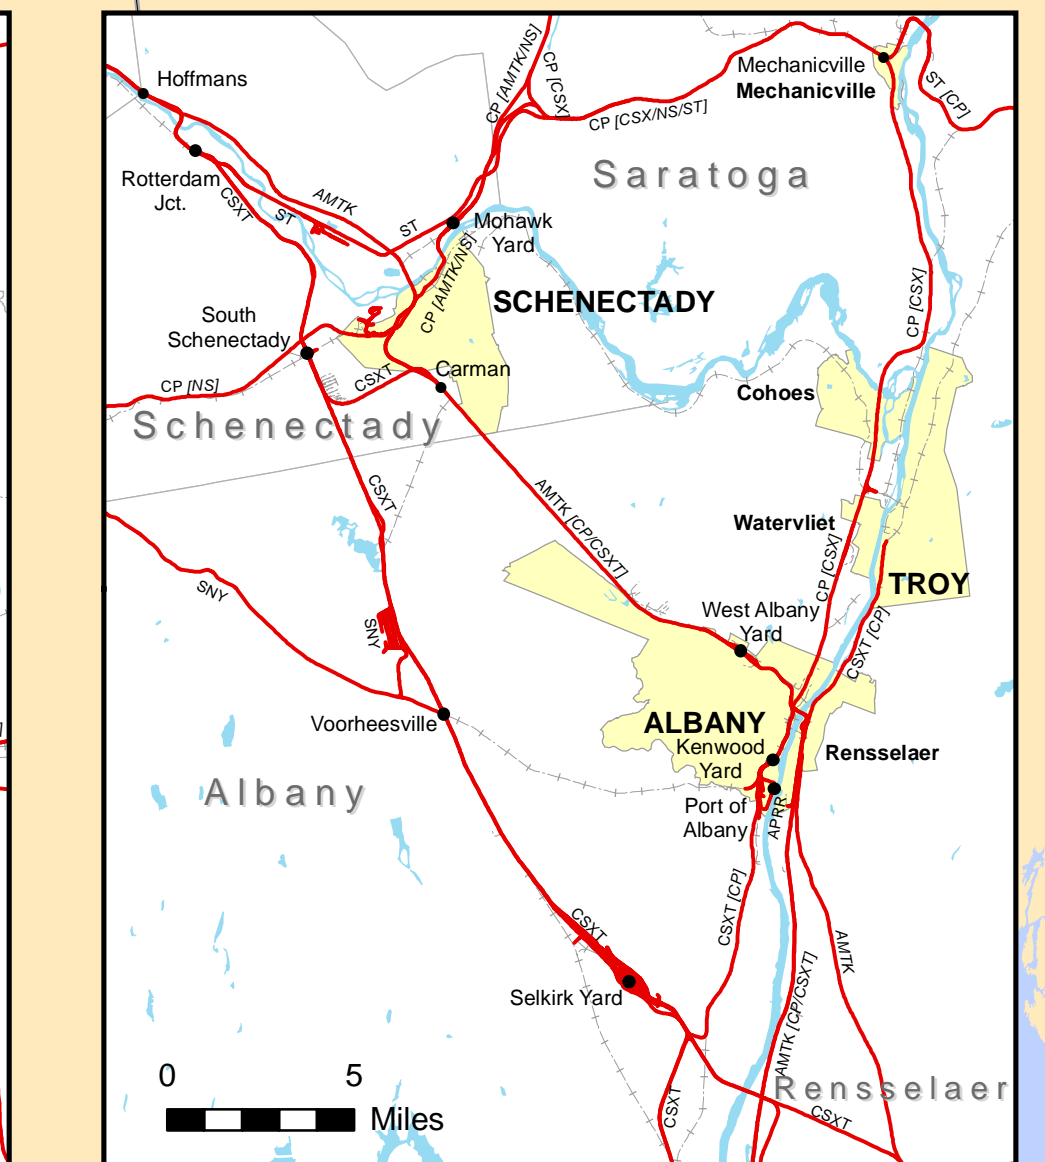 Hoffmans
CP [AMTK/NS]
CP [CSX]
CP [CSX/NS/ST]
Mechanicville
Mechanicville
ST [CP]
Rotterdam
Jct.
CSXT
ST
AMTK
ST
Saratoga
Mohawk
Yard
CP [AMTK/NS]
SCHENECTADY
CP [CSX]
South
Schenectady
CP [NS]
CSXT
Carman
Cohoes
Schenectady
CSXT
AMTK [CP/CSXT]
Watervliet
CP [CSX]
TROY
SNY
SNY
West Albany
Yard
CSXT [CP]
Voorheesville
ALBANY
Kenwood
Yard
Rensselaer
Port of
Albany
APRR
Albany
CSXT [CP]
CSXT
AMTK
Selkirk Yard
AMTK [CP/CSXT]
0 5
Miles
CSXT
Rensselaer
CSXT